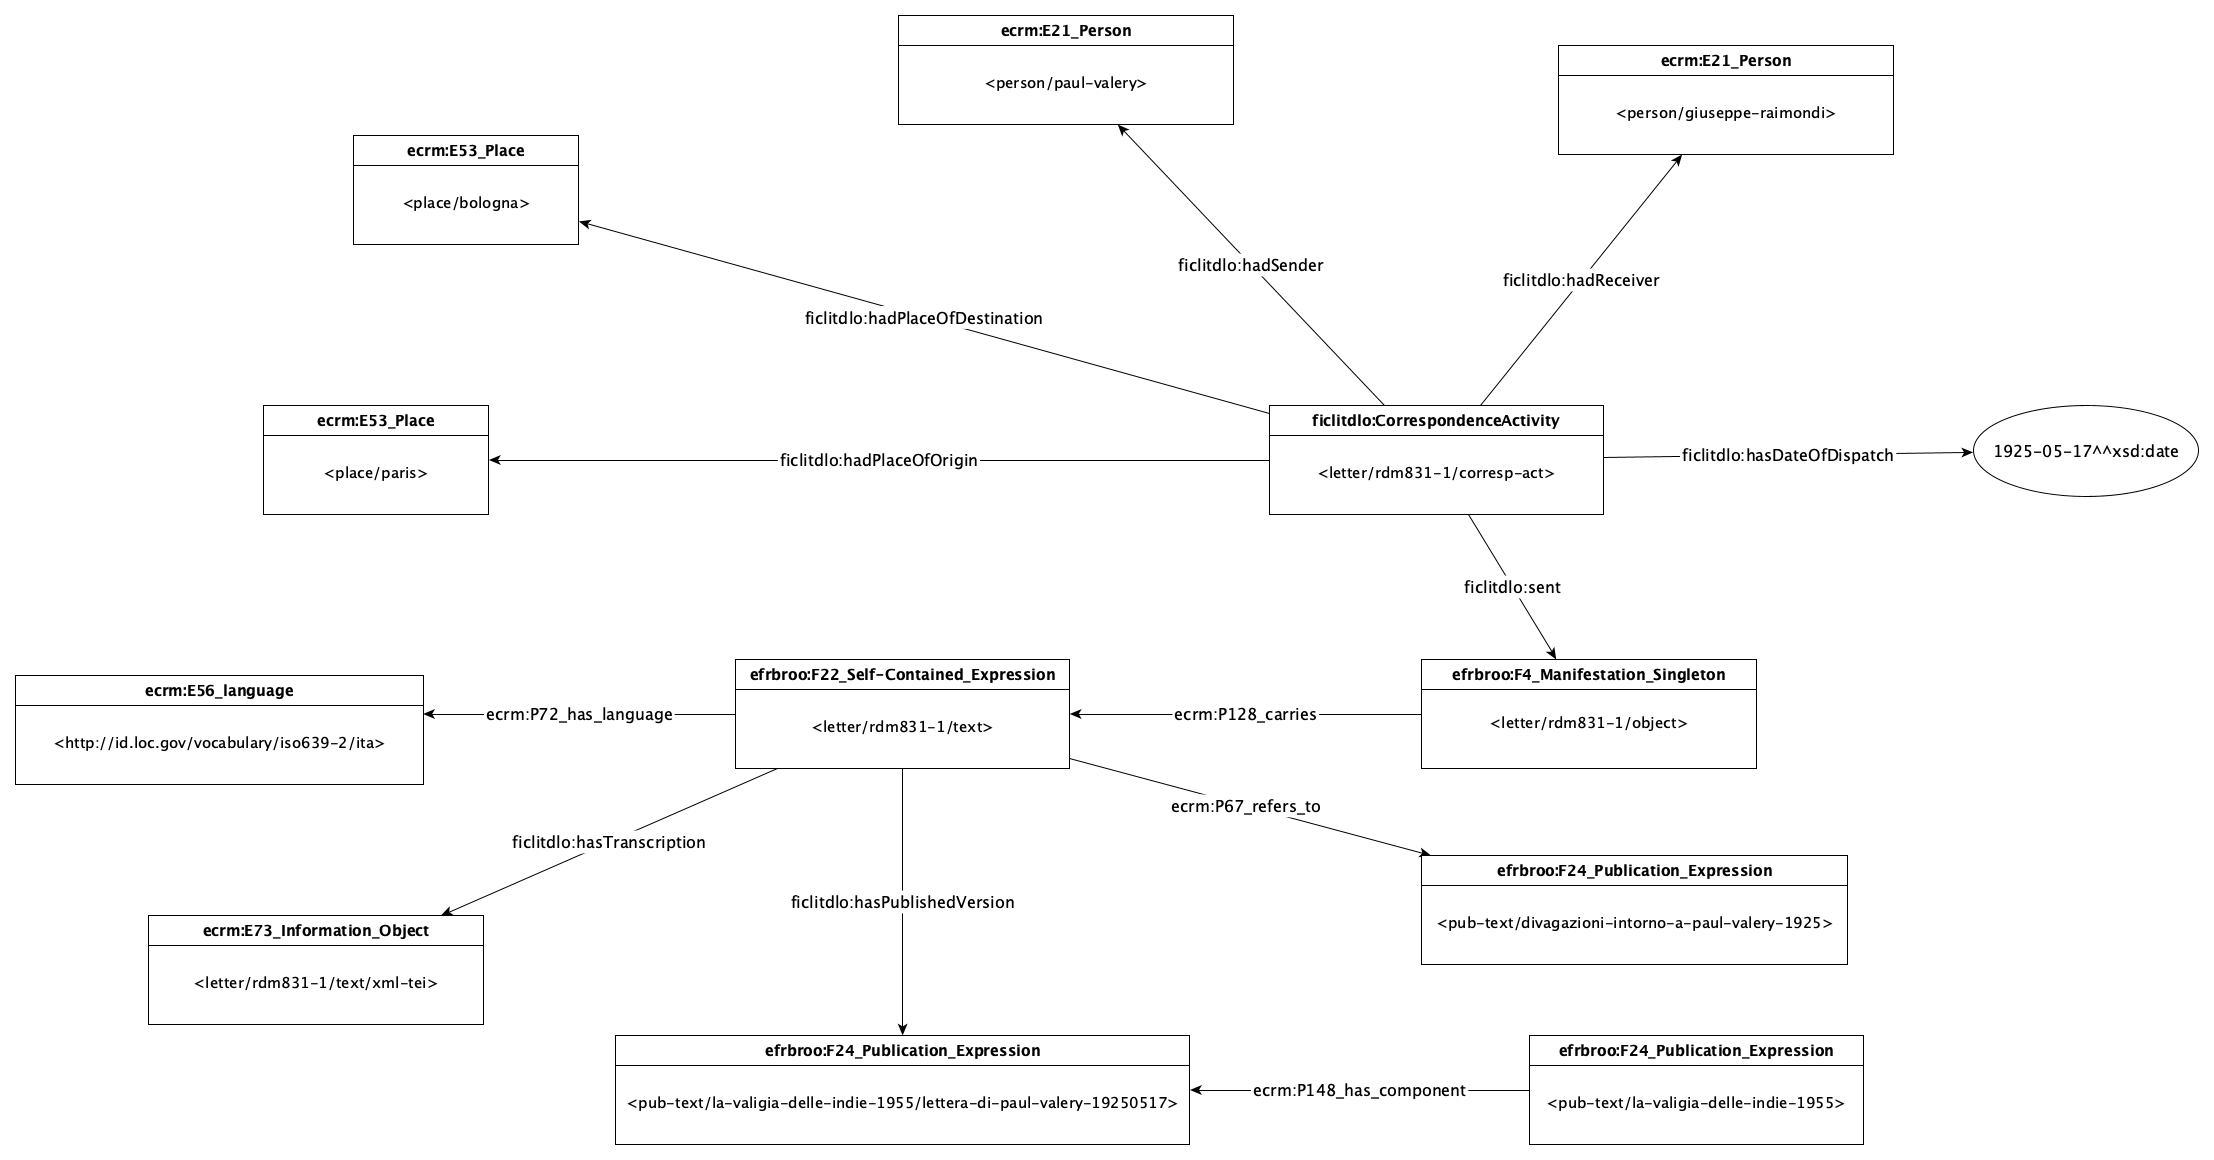 ecrm:E21_Person
<person/paul-valery>
ecrm:E21_Person
<person/giuseppe-raimondi>
ecrm:E53_Place
<place/bologna>
ficlitdlo:hadSender
ficlitdlo:hadReceiver
ficlitdlo:hadPlaceOfDestination
ecrm:E53_Place
<place/paris>
ficlitdlo:hadPlaceOfOrigin
ficlitdlo:CorrespondenceActivity
<letter/rdm831-1/corresp-act>
ficlitdlo:hasDateOfDispatch
1925-05-17^^xsd:date
ficlitdlo:sent
ecrm:E56_language
<http://id.loc.gov/vocabulary/iso639-2/ita>
ecrm:P72_has_language
efrbroo:F22_Self-Contained_Expression
<letter/rdm831-1/text>
ecrm:P128_carries
efrbroo:F4_Manifestation_Singleton
<letter/rdm831-1/object>
ecrm:P67_refers_to
ficlitdlo:hasTranscription
ficlitdlo:hasPublishedVersion
efrbroo:F24_Publication_Expression
<pub-text/divagazioni-intorno-a-paul-valery-1925>
ecrm:E73_Information_Object
<letter/rdm831-1/text/xml-tei>
efrbroo:F24_Publication_Expression
<pub-text/la-valigia-delle-indie-1955/lettera-di-paul-valery-19250517>
ecrm:P148_has_component
efrbroo:F24_Publication_Expression
<pub-text/la-valigia-delle-indie-1955>